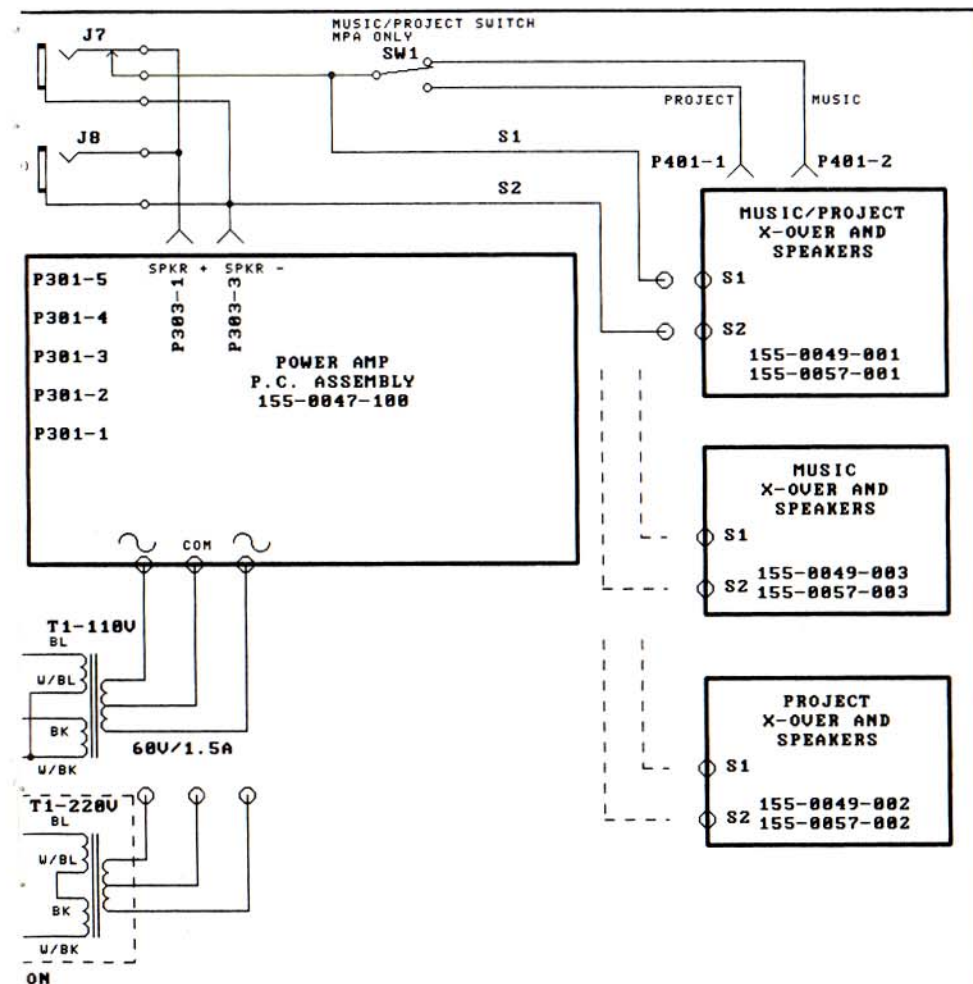 MUSIC/PROJECT SWITCH
MPA ONLY
J7
SW1
PROJECT
MUSIC
J8
S1
S2
P401-1
P401-2
MUSIC/PROJECT
X-OVER AND
SPEAKERS
S1
S2
155-0049-001
155-0057-001
SPKR +
SPKR -
P303-1
P303-3
P301-5
P301-4
P301-3
P301-2
P301-1
POWER AMP
P.C. ASSEMBLY
155-0047-100
COM
MUSIC
X-OVER AND
SPEAKERS
S1
S2
155-0049-003
155-0057-003
T1-110V
BL
W/BL
BK
W/BK
60V/1.5A
PROJECT
X-OVER AND
SPEAKERS
S1
S2
155-0049-002
155-0057-002
T1-220V
BL
W/BL
BK
W/BK
ON